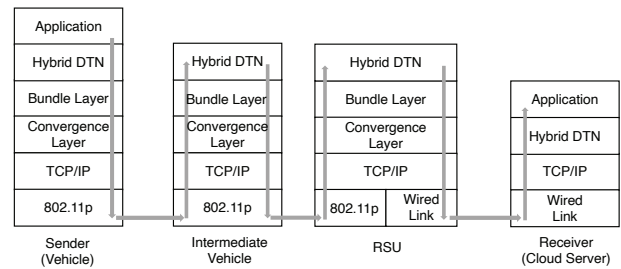 Application
Hybrid DTN
Bundle Layer
Convergence
Layer
TCP/IP
802.11p
Sender
(Vehicle)
Hybrid DTN
Bundle Layer
Convergence
Layer
TCP/IP
802.11p
Intermediate
Vehicle
Hybrid DTN
Bundle Layer
Convergence
Layer
TCP/IP
802.11p
Wired
Link
RSU
Application
Hybrid DTN
TCP/IP
Wired
Link
Receiver
(Cloud Server)